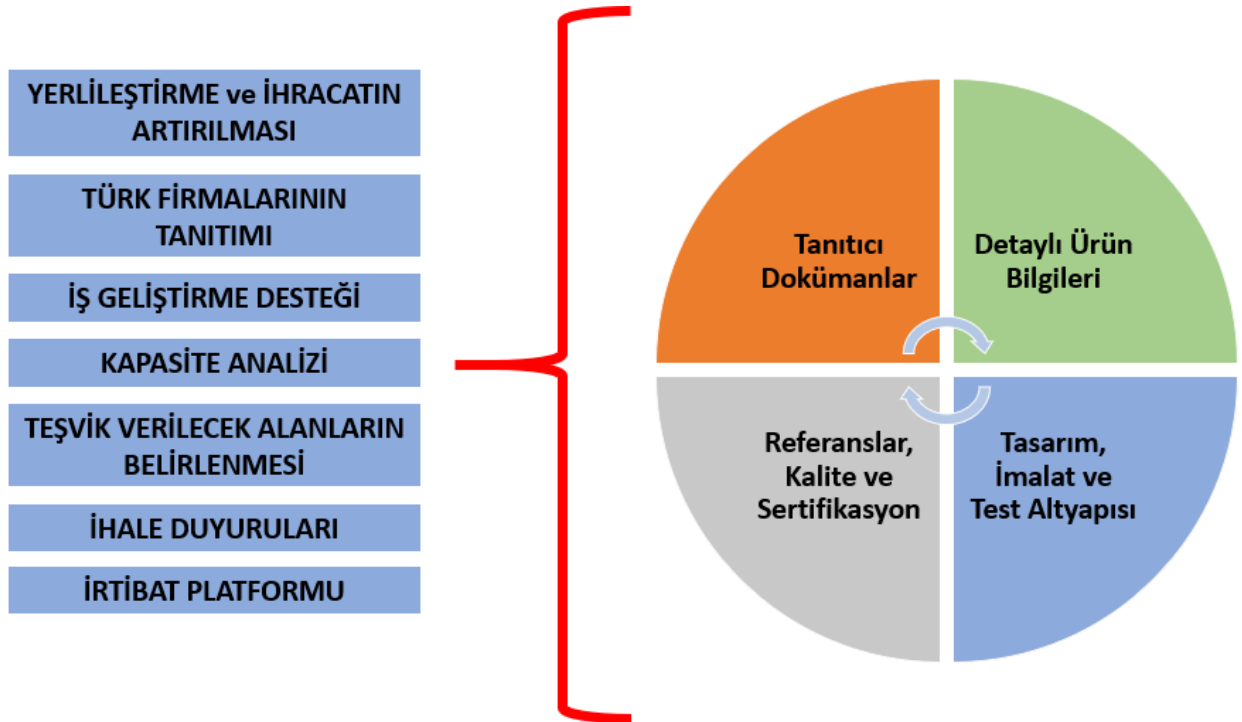 YERLİLEŞTİRME ve İHRACATIN
ARTIRILMASI
TÜRK FİRMALARININ
TANITIMI
İŞ GELİŞTİRME DESTEĞİ
KAPASİTE ANALİZİ
TEŞVİK VERİLECEK ALANLARIN
BELİRLENMESİ
İHALE DUYURULARI
İRTİBAT PLATFORMU
Tanıtıcı
Dokümanlar
Detaylı Ürün
Bilgileri
Referanslar,
Kalite ve
Sertifikasyon
Tasarım,
İmalat ve
Test Altyapısı